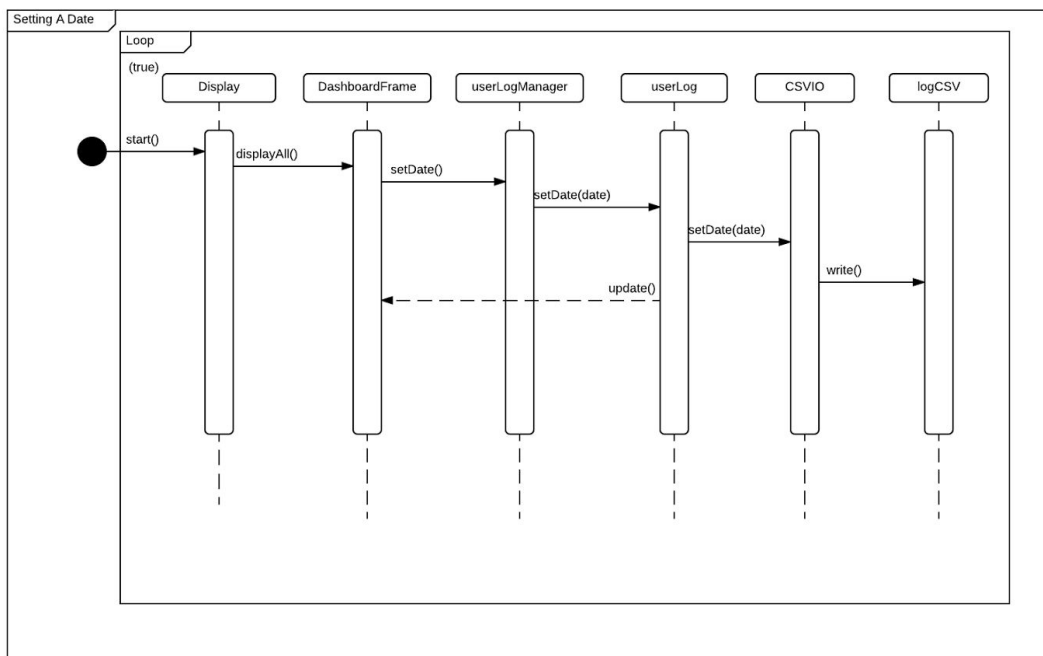 Setting A Date
Loop
(true)
Display
DashboardFrame
userLogManager
userLog
CSVIO
logCSV
start()
displayAll()
setDate()
setDate(date)
setDate(date)
write()
update()